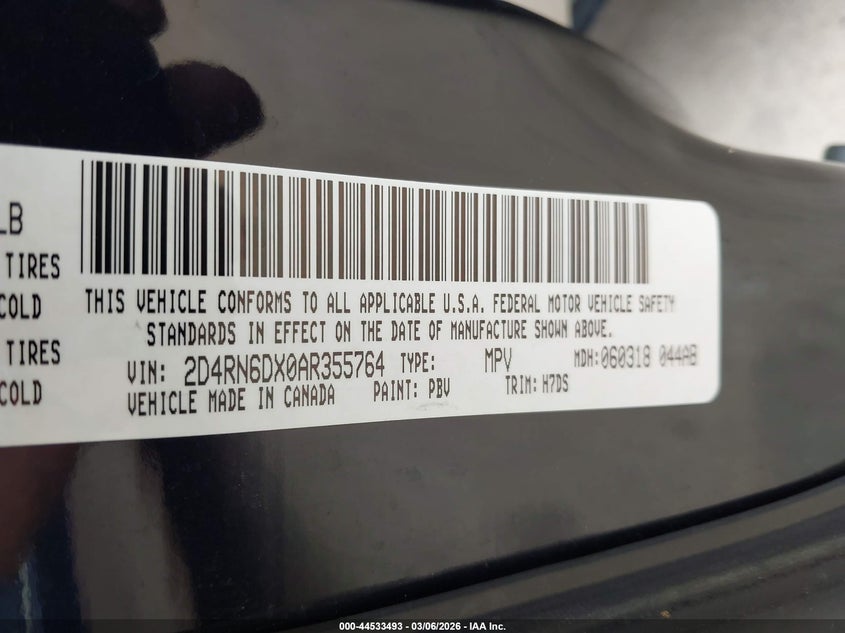 LB
TIRES
COLD
TIRES
COLD
THIS VEHICLE CONFORMS TO ALL APPLICABLE U.S.A. FEDERAL MOTOR VEHICLE SAFETY
STANDARDS IN EFFECT ON THE DATE OF MANUFACTURE SHOWN ABOVE.
VIN: 2D4RN6DX0AR355764 TYPE: MPV MDH:060318 044AB
VEHICLE MADE IN CANADA PAINT: PBV TRIM: H7DS
000-44533493 - 03/06/2026 - IAA Inc.